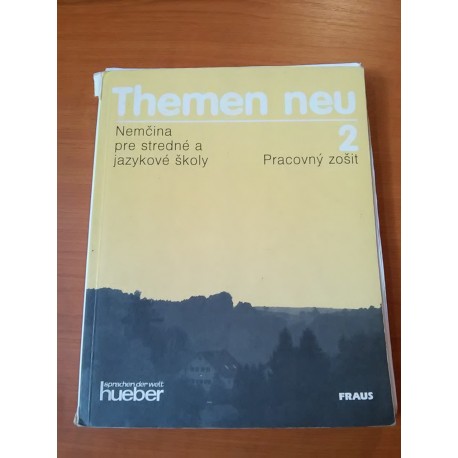 Themen neu
2
Nemčina
pre stredné a
jazykové školy
Pracovný zošit
sprachen der welt
hueber
FRAUS